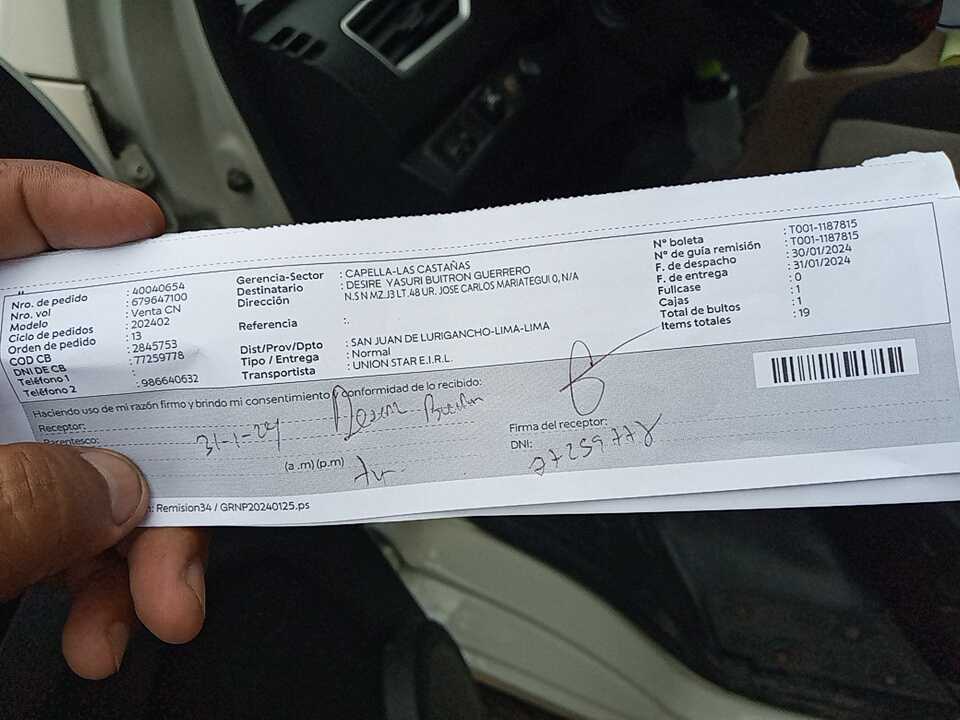 Nro. de pedido : 40040654
Nro. vol : 679647100
Modelo : Venta CN
Ciclo de pedidos : 202402
Orden de pedido : 13
COD CB : 2845753
DNI DE CB : 77259778
Teléfono 1 :
Teléfono 2 : 986640632
Gerencia-Sector : CAPELLA-LAS CASTAÑAS
Destinatario : DESIRE YASURI BUITRON GUERRERO
Dirección : N.S N MZ.J3 LT.48 UR. JOSE CARLOS MARIATEGUI 0, N/A
Referencia :.
Dist/Prov/Dpto : SAN JUAN DE LURIGANCHO-LIMA-LIMA
Tipo / Entrega : Normal
Transportista : UNION STAR E.I.R.L.
Nº boleta : T001-1187815
Nº de guía remisión : T001-1187815
F. de despacho : 30/01/2024
F. de entrega : 31/01/2024
Fullcase : 0
Cajas : 1
Total de bultos : 1
Items totales : 19
Haciendo uso de mi razón firmo y brindo mi consentimiento y conformidad de lo recibido:
Receptor:
Parentesco:
31-1-24
(a.m)(p.m)
Firma del receptor:
DNI: 77259778
Remision34 / GRNP20240125.ps